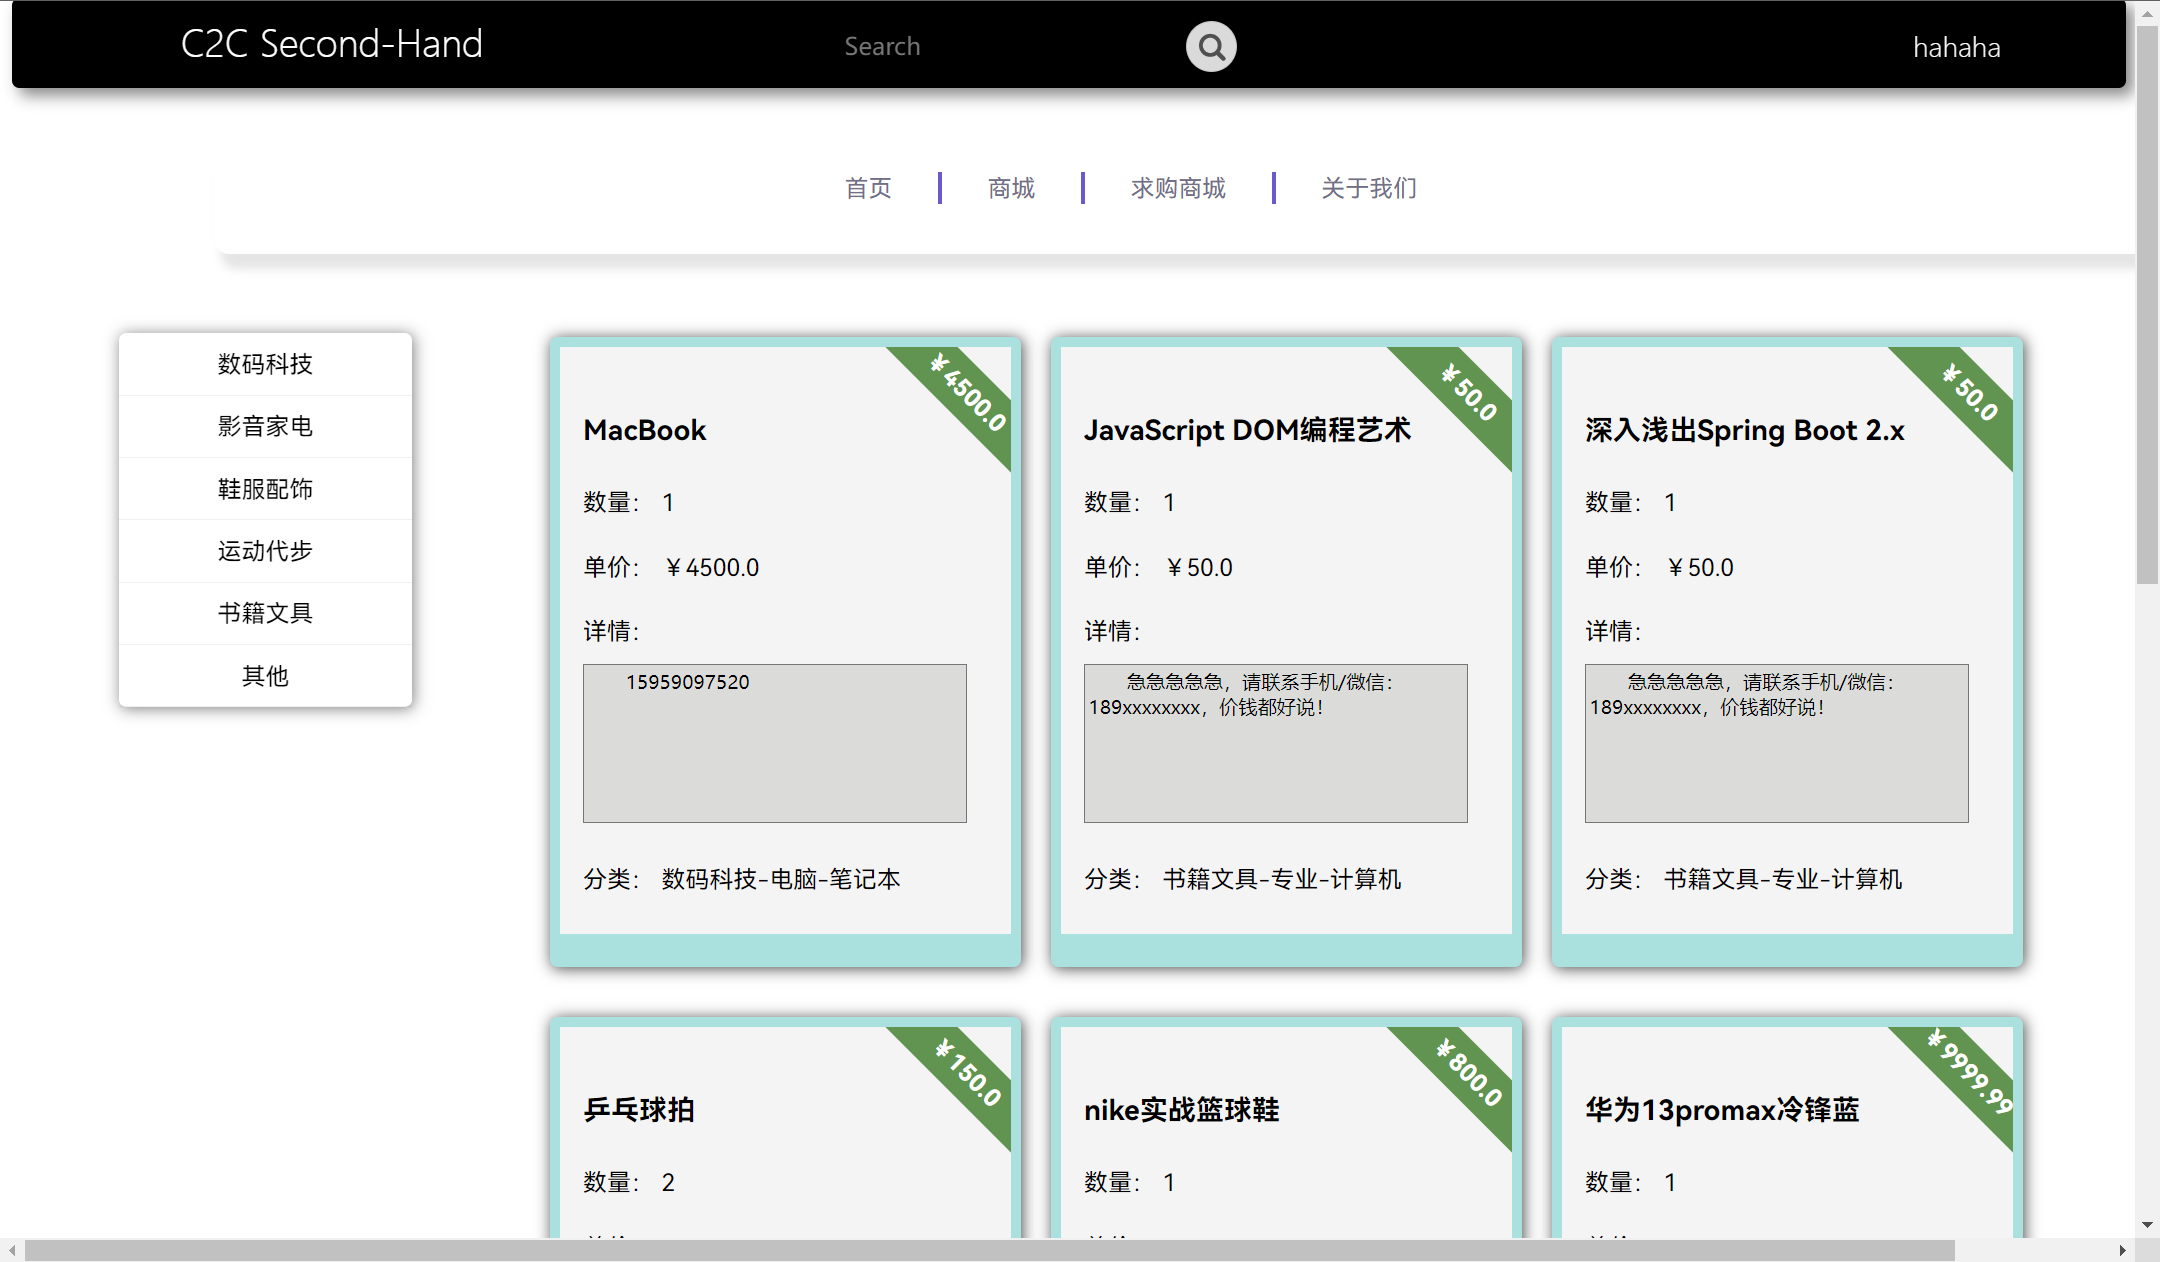 C2C Second-Hand
Search
hahaha
首页
商城
求购商城
关于我们
数码科技
影音家电
鞋服配饰
运动代步
书籍文具
其他
￥4500.0
MacBook
数量： 1
单价： ￥4500.0
详情：
15959097520
分类： 数码科技-电脑-笔记本
￥50.0
JavaScript DOM编程艺术
数量： 1
单价： ￥50.0
详情：
急急急急急，请联系手机/微信：
189xxxxxxxx，价钱都好说！
分类： 书籍文具-专业-计算机
￥50.0
深入浅出Spring Boot 2.x
数量： 1
单价： ￥50.0
详情：
急急急急急，请联系手机/微信：
189xxxxxxxx，价钱都好说！
分类： 书籍文具-专业-计算机
￥150.0
乒乓球拍
数量： 2
￥800.0
nike实战篮球鞋
数量： 1
￥9999.99
华为13promax冷锋蓝
数量： 1